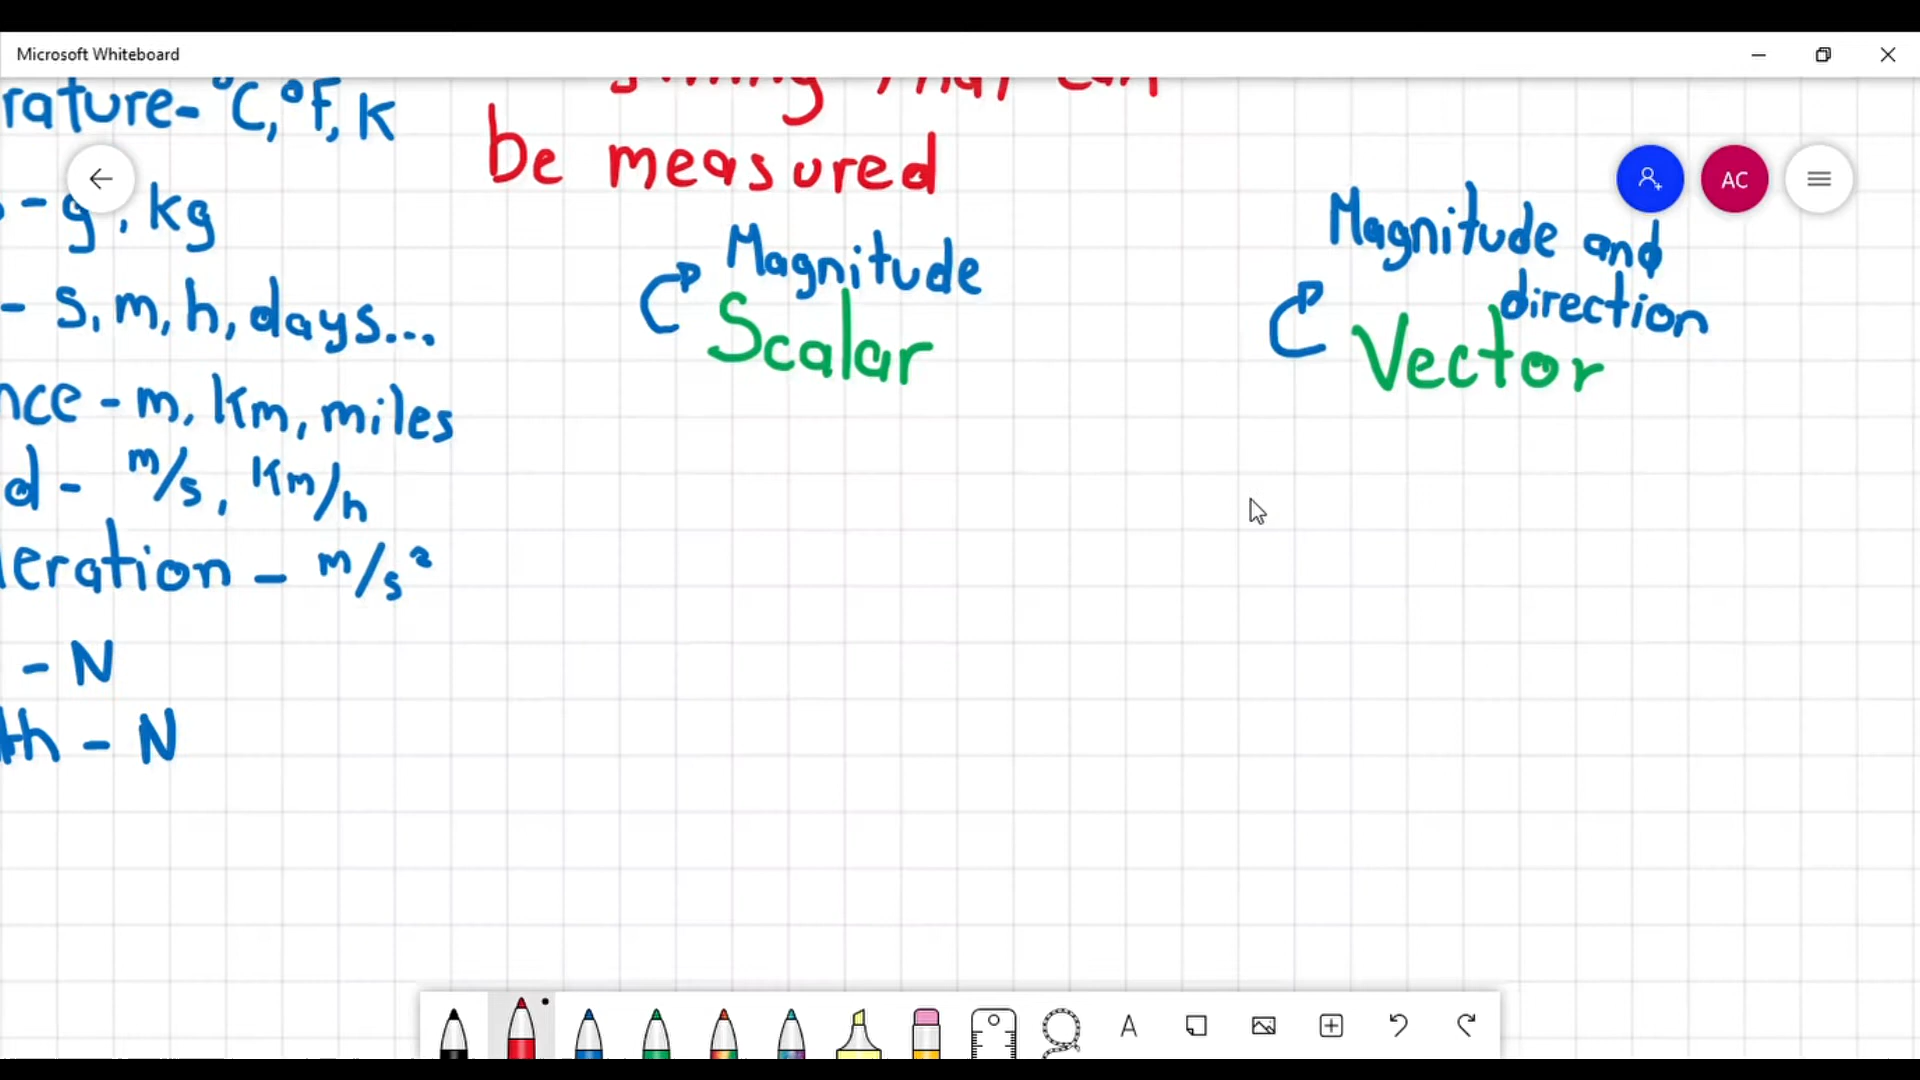 Microsoft Whiteboard
rature- °C, °F, K
be measured
AC
- g, kg
Magnitude
Magnitude and
direction
- s, m, h, days...
Scalar
Vector
nce - m, Km, miles
d - m/s, Km/h
leration - m/s²
- N
th - N
A